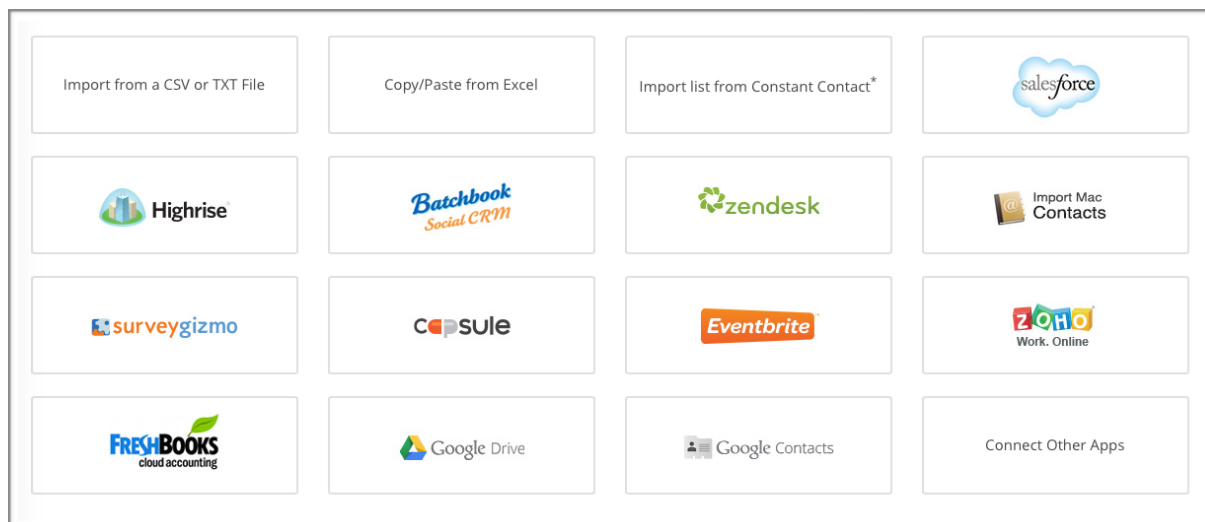 Import from a CSV or TXT File
Copy/Paste from Excel
Import list from Constant Contact*
salesforce
Highrise
Batchbook
Social CRM
zendesk
Import Mac
Contacts
surveygizmo
capsule
Eventbrite
ZOHO
Work. Online
FRESHBOOKS
cloud accounting
Google Drive
Google Contacts
Connect Other Apps